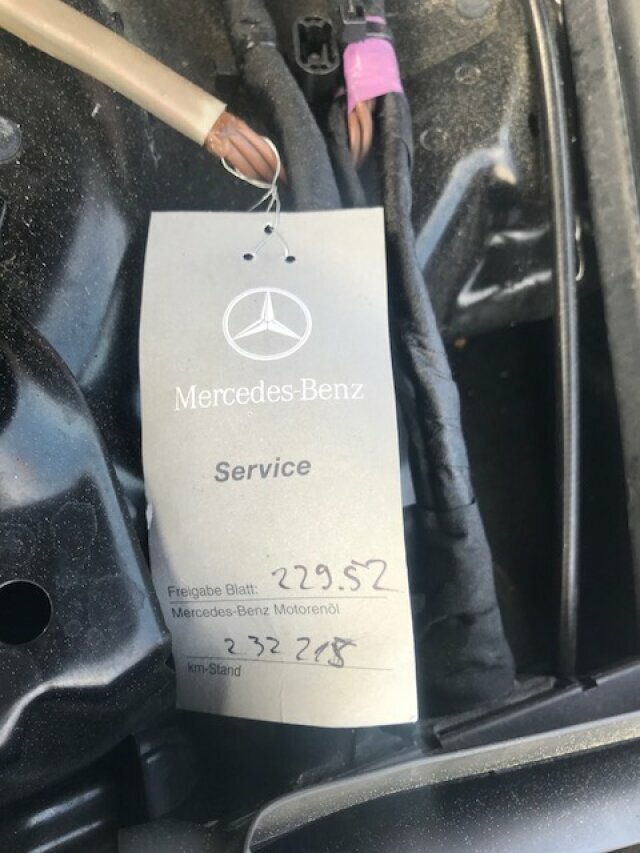 Mercedes-Benz
Service
Freigabe Blatt: 229.52
Mercedes-Benz Motorenöl
232 218
km-Stand